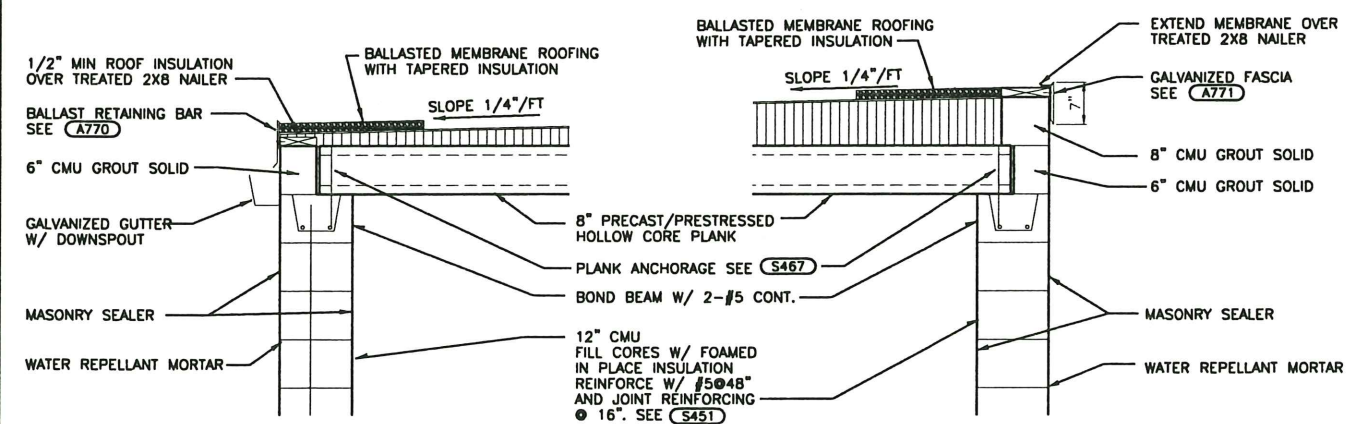 1/2" MIN ROOF INSULATION
OVER TREATED 2X8 NAILER
BALLAST RETAINING BAR
SEE A770
6" CMU GROUT SOLID
GALVANIZED GUTTER
W/ DOWNSPOUT
MASONRY SEALER
WATER REPELLANT MORTAR
BALLASTED MEMBRANE ROOFING
WITH TAPERED INSULATION
SLOPE 1/4"/FT
8" PRECAST/PRESTRESSED
HOLLOW CORE PLANK
PLANK ANCHORAGE SEE S467
BOND BEAM W/ 2-#5 CONT.
12" CMU
FILL CORES W/ FOAMED
IN PLACE INSULATION
REINFORCE W/ #5@48"
AND JOINT REINFORCING
@ 16". SEE S451
BALLASTED MEMBRANE ROOFING
WITH TAPERED INSULATION
SLOPE 1/4"/FT
EXTEND MEMBRANE OVER
TREATED 2X8 NAILER
GALVANIZED FASCIA
SEE A771
7"
8" CMU GROUT SOLID
6" CMU GROUT SOLID
MASONRY SEALER
WATER REPELLANT MORTAR